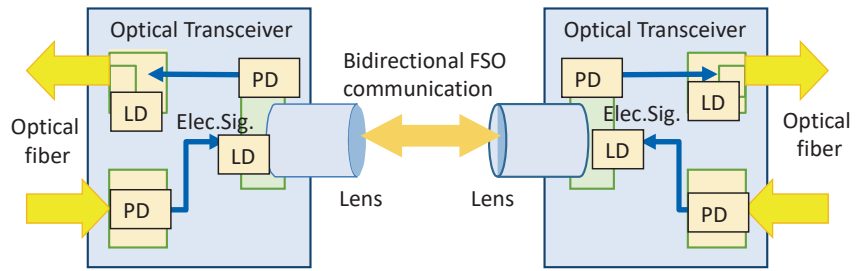 Optical Transceiver
PD
LD
Optical
fiber
Elec.Sig.
LD
PD
Lens
Bidirectional FSO
communication
Optical Transceiver
PD
LD
Elec.Sig.
LD
Optical
fiber
PD
Lens